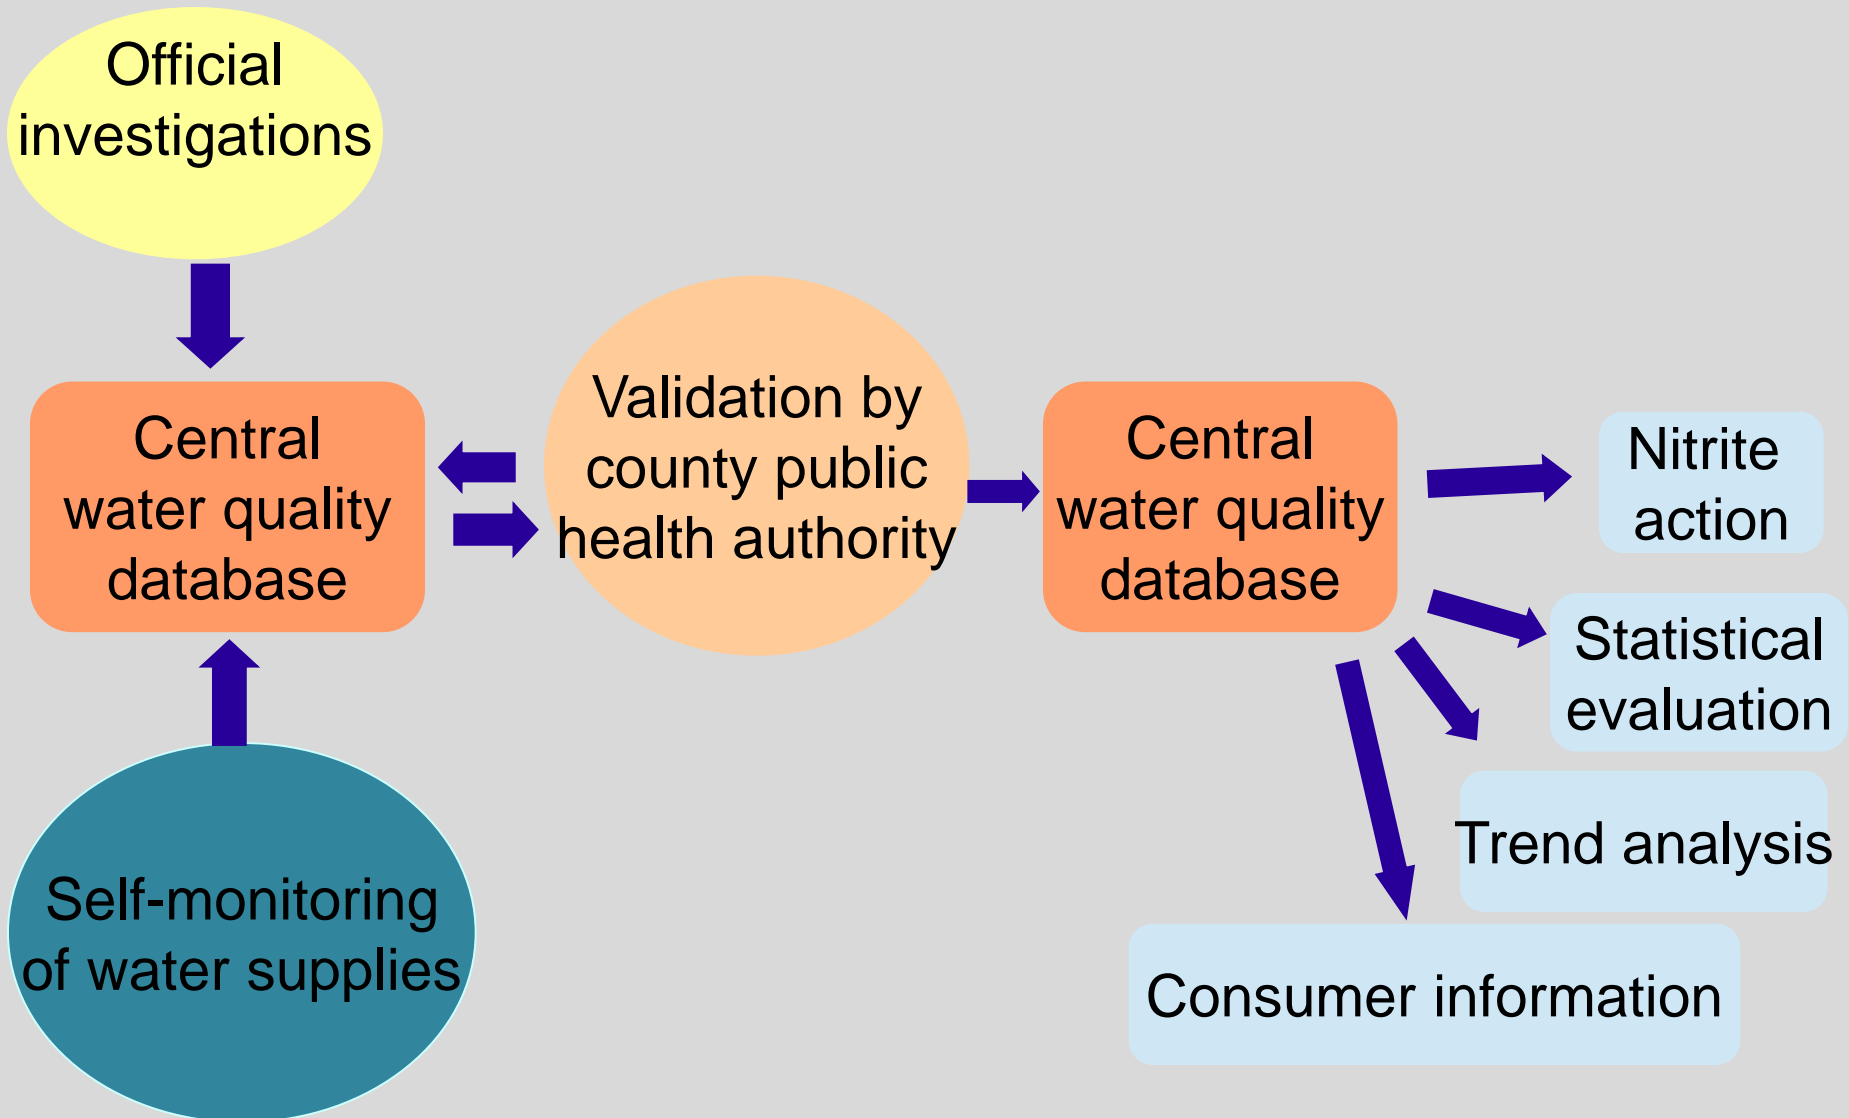 Official
investigations
Central
water quality
database
Self-monitoring
of water supplies
Validation by
county public
health authority
Central
water quality
database
Nitrite
action
Statistical
evaluation
Trend analysis
Consumer information